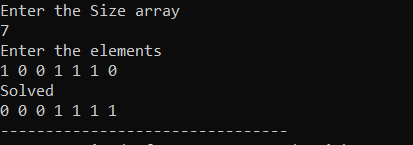 Enter the Size array
7
Enter the elements
1 0 0 1 1 1 0
Solved
0 0 0 1 1 1 1
--------------------------------